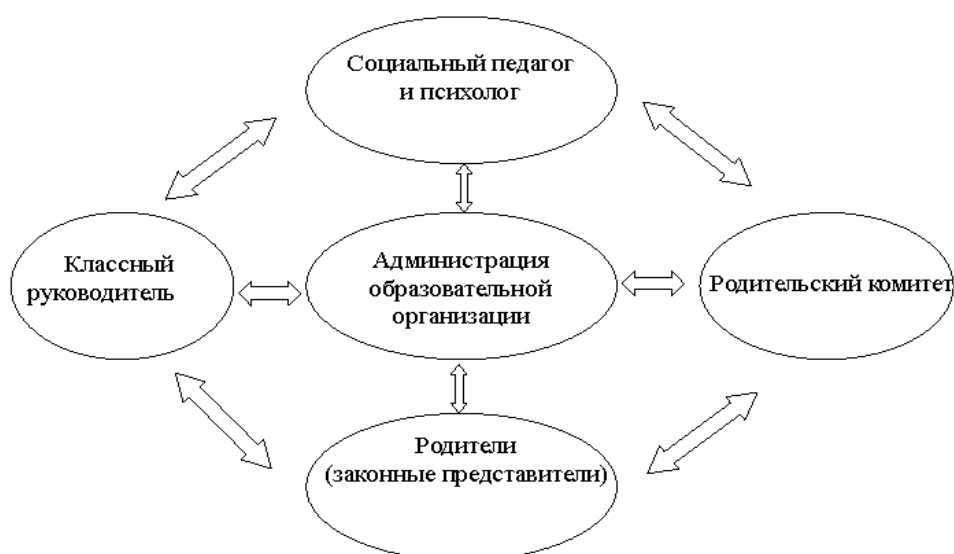 Социальный педагог
и психолог
Классный
руководитель
Администрация
образовательной
организации
Родительский комитет
Родители
(законные представители)